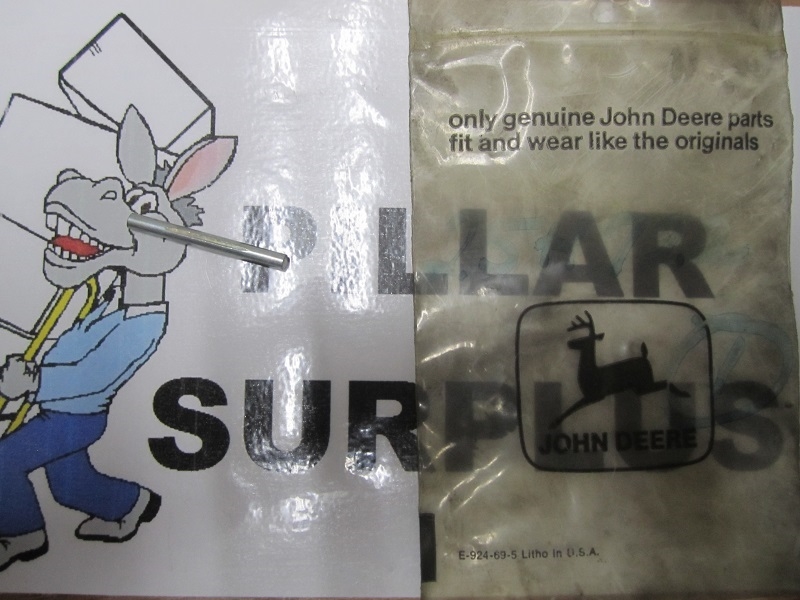 only genuine John Deere parts
fit and wear like the originals
PILLAR
SURPLUS
JOHN DEERE
E-924-69-5 Litho in U.S.A.